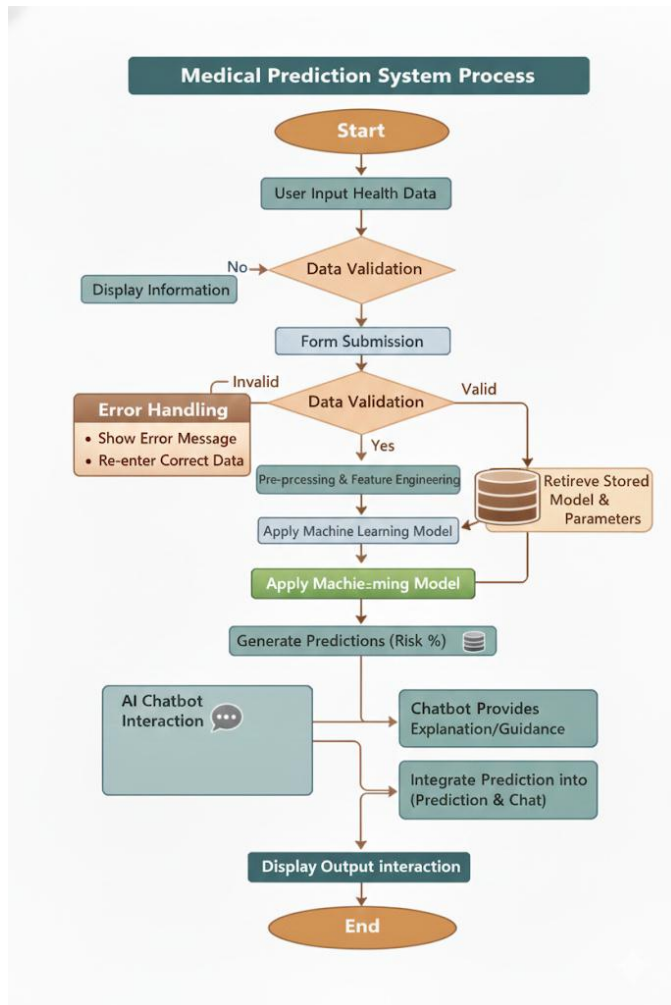 Medical Prediction System Process
Start
User Input Health Data
No
Data Validation
Display Information
Form Submission
Invalid
Data Validation
Valid
Error Handling
• Show Error Message
• Re-enter Correct Data
Yes
Pre-prcessing & Feature Engineering
Retireve Stored
Model &
Parameters
Apply Machine Learning Model
Apply Machie:ming Model
Generate Predictions (Risk %)
AI Chatbot
Interaction
Chatbot Provides
Explanation/Guidance
Integrate Prediction into
(Prediction & Chat)
Display Output interaction
End